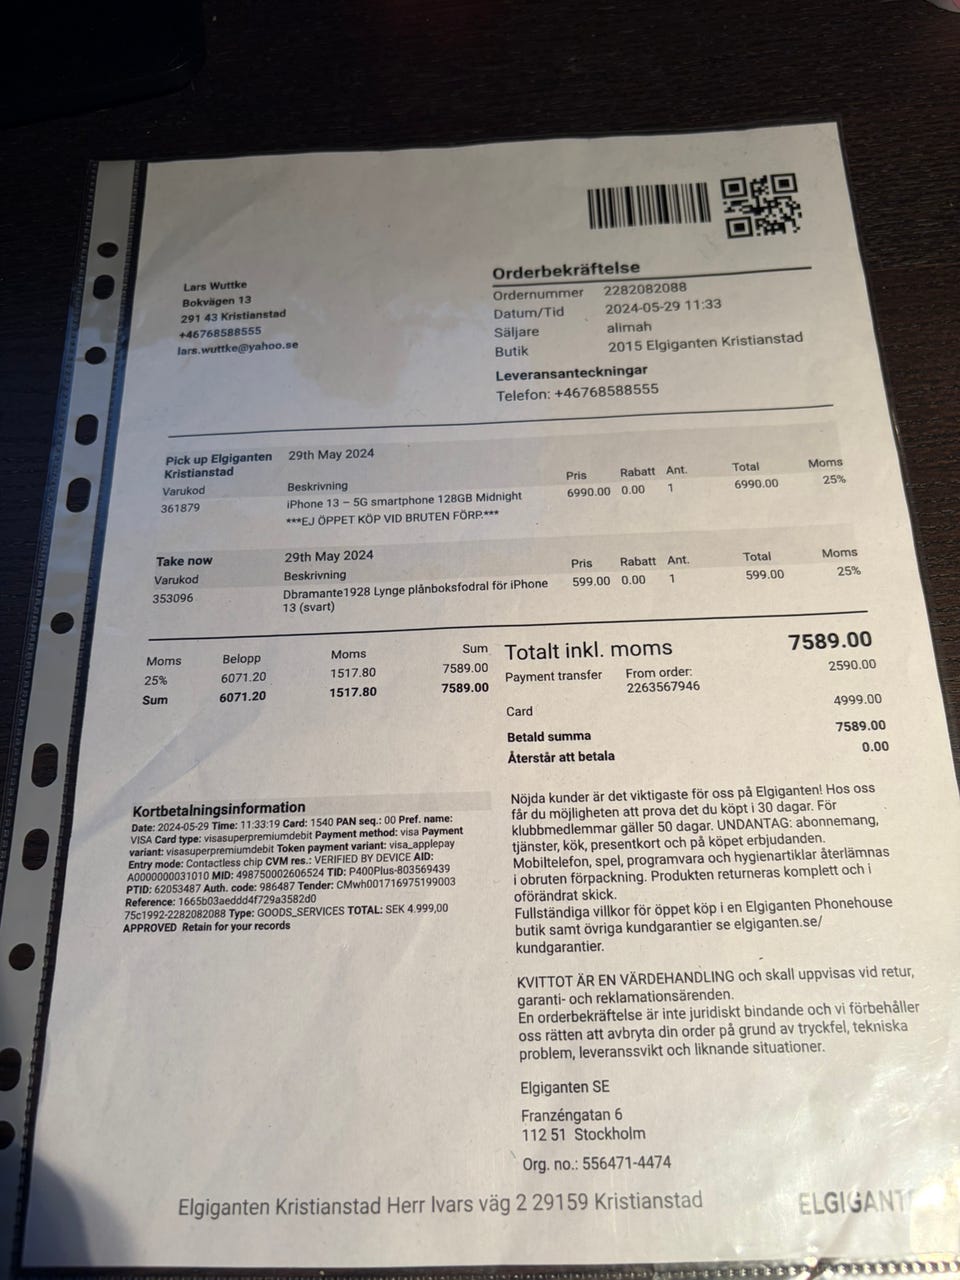 Lars Wuttke
Bokvägen 13
291 43 Kristianstad
+46768588555
lars.wuttke@yahoo.se
Orderbekräftelse
Ordernummer 2282082088
Datum/Tid 2024-05-29 11:33
Säljare alimah
Butik 2015 Elgiganten Kristianstad
Leveransanteckningar
Telefon: +46768588555
Pick up Elgiganten Kristianstad 29th May 2024
Varukod Beskrivning Pris Rabatt Ant. Total Moms
361879 iPhone 13 – 5G smartphone 128GB Midnight 6990.00 0.00 1 6990.00 25%
***EJ ÖPPET KÖP VID BRUTEN FÖRP.***
Take now 29th May 2024
Varukod Beskrivning Pris Rabatt Ant. Total Moms
353096 Dbramante1928 Lynge plånboksfodral för iPhone 599.00 0.00 1 599.00 25%
13 (svart)
Moms Belopp Moms Sum
25% 6071.20 1517.80 7589.00
Sum 6071.20 1517.80 7589.00
Totalt inkl. moms 7589.00
Payment transfer From order: 2590.00
2263567946
Card 4999.00
Betald summa 7589.00
Återstår att betala 0.00
Kortbetalningsinformation
Date: 2024-05-29 Time: 11:33:19 Card: 1540 PAN seq.: 00 Pref. name:
VISA Card type: visasuperpremiumdebit Payment method: visa Payment
variant: visasuperpremiumdebit Token payment variant: visa_applepay
Entry mode: Contactless chip CVM res.: VERIFIED BY DEVICE AID:
A0000000031010 MID: 498750002606524 TID: P400Plus-803569439
PTID: 62053487 Auth. code: 986487 Tender: CMwh001716975199003
Reference: 1665b03aeddd4f729a3582d0
75c1992-2282082088 Type: GOODS_SERVICES TOTAL: SEK 4.999,00
APPROVED Retain for your records
Nöjda kunder är det viktigaste för oss på Elgiganten! Hos oss
får du möjligheten att prova det du köpt i 30 dagar. För
klubbmedlemmar gäller 50 dagar. UNDANTAG: abonnemang,
tjänster, kök, presentkort och på köpet erbjudanden.
Mobiltelefon, spel, programvara och hygienartiklar återlämnas
i obruten förpackning. Produkten returneras komplett och i
oförändrat skick.
Fullständiga villkor för öppet köp i en Elgiganten Phonehouse
butik samt övriga kundgarantier se elgiganten.se/
kundgarantier.
KVITTOT ÄR EN VÄRDEHANDLING och skall uppvisas vid retur,
garanti- och reklamationsärenden.
En orderbekräftelse är inte juridiskt bindande och vi förbehåller
oss rätten att avbryta din order på grund av tryckfel, tekniska
problem, leveranssvikt och liknande situationer.
Elgiganten SE
Franzéngatan 6
112 51 Stockholm
Org. no.: 556471-4474
Elgiganten Kristianstad Herr Ivars väg 2 29159 Kristianstad
ELGIGANT